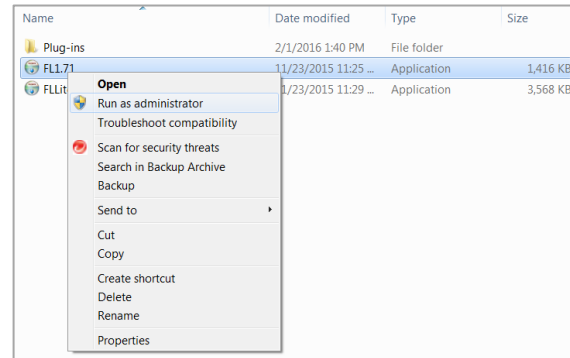 Name Date modified Type Size
Plug-ins 2/1/2016 1:40 PM File folder
FL1.71 11/23/2015 11:25 ... Application 1,416 KB
FLLit 1/23/2015 11:29 ... Application 3,568 KB
Open
Run as administrator
Troubleshoot compatibility
Scan for security threats
Search in Backup Archive
Backup
Send to
Cut
Copy
Create shortcut
Delete
Rename
Properties